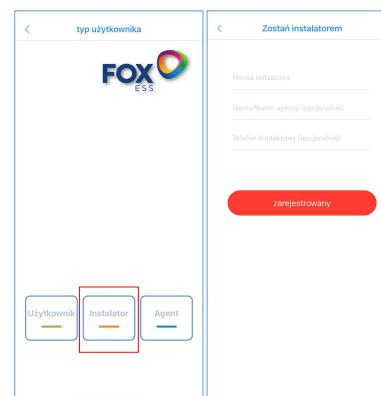 typ użytkownika
FOX
ESS
Użytkownik
Instalator
Agent
Zostań instalatorem
Nazwa instalatora
Identyfikator agencji (opcjonalnie)
Telefon kontaktowy (opcjonalnie)
zarejestrowany